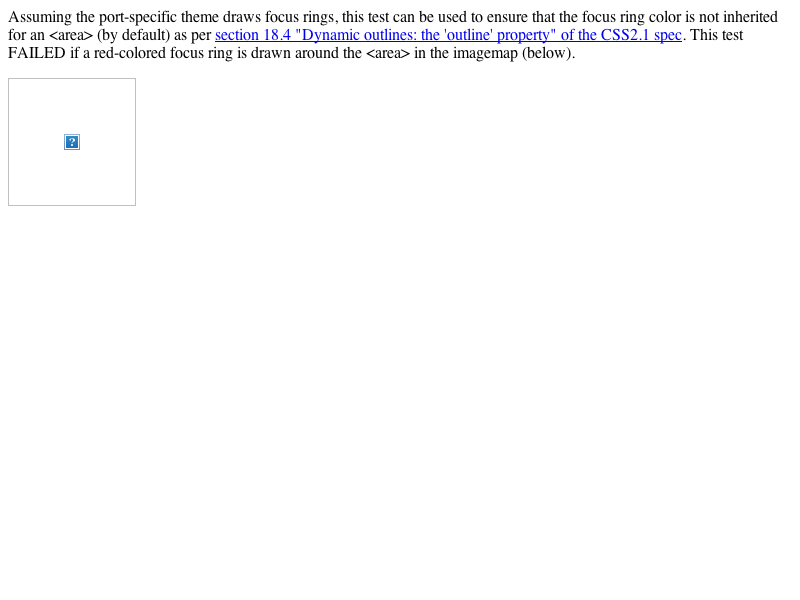 Assuming the port-specific theme draws focus rings, this test can be used to ensure that the focus ring color is not inherited
for an <area> (by default) as per section 18.4 "Dynamic outlines: the 'outline' property" of the CSS2.1 spec. This test
FAILED if a red-colored focus ring is drawn around the <area> in the imagemap (below).
?